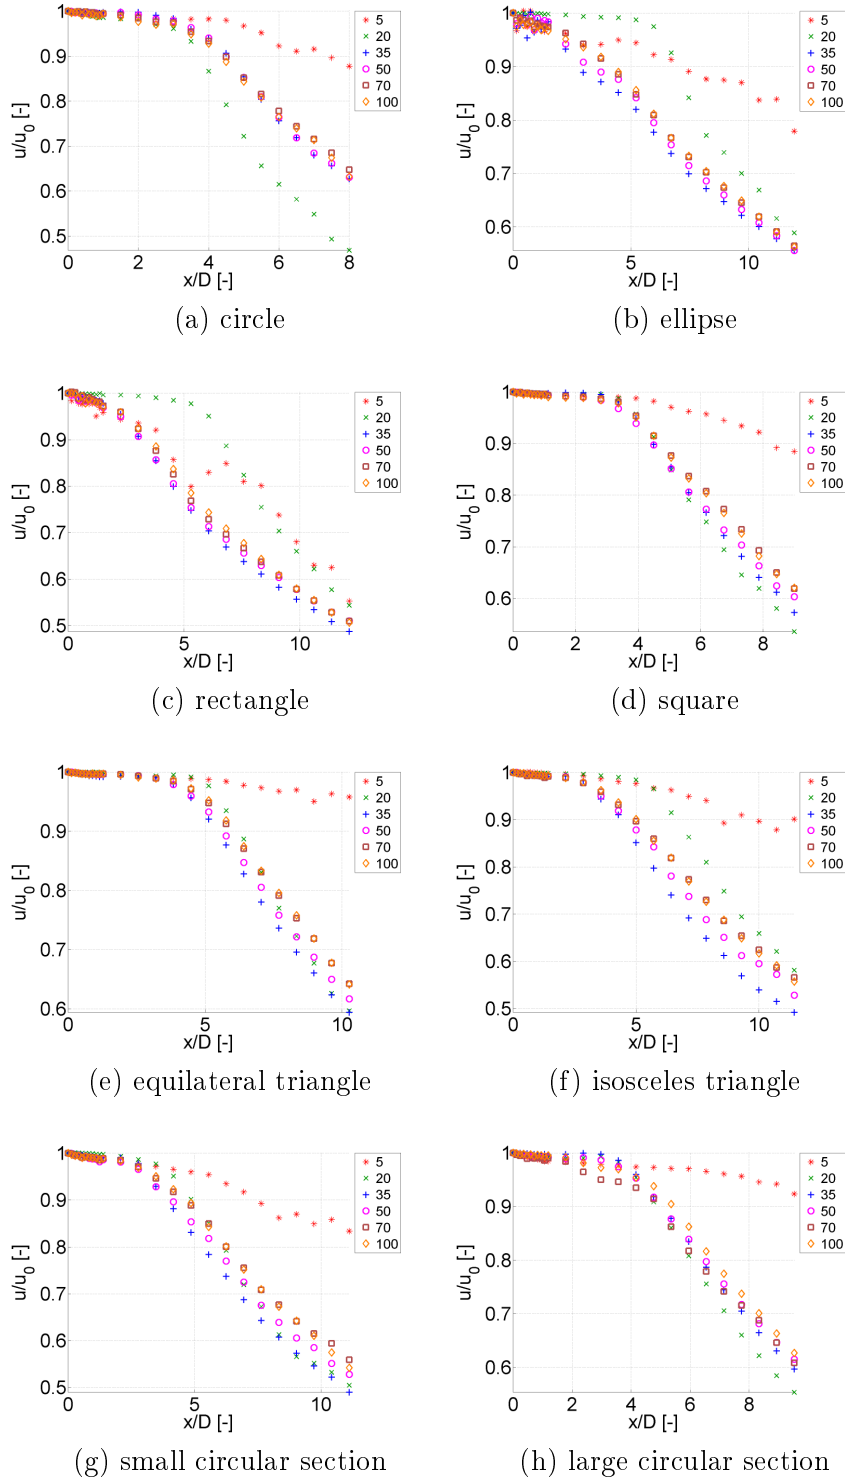 1
0.9
0.8
0.7
0.6
0.5
0 2 4 6 8
x/D [-]
u/u0 [-]
5
20
35
50
70
100
(a) circle
1
0.9
0.8
0.7
0.6
0 5 10
x/D [-]
u/u0 [-]
5
20
35
50
70
100
(b) ellipse
1
0.9
0.8
0.7
0.6
0.5
0 5 10
x/D [-]
u/u0 [-]
5
20
35
50
70
100
(c) rectangle
1
0.9
0.8
0.7
0.6
0 2 4 6 8
x/D [-]
u/u0 [-]
5
20
35
50
70
100
(d) square
1
0.9
0.8
0.7
0.6
0 5 10
x/D [-]
u/u0 [-]
5
20
35
50
70
100
(e) equilateral triangle
1
0.9
0.8
0.7
0.6
0.5
0 5 10
x/D [-]
u/u0 [-]
5
20
35
50
70
100
(f) isosceles triangle
1
0.9
0.8
0.7
0.6
0.5
0 5 10
x/D [-]
u/u0 [-]
5
20
35
50
70
100
(g) small circular section
1
0.9
0.8
0.7
0.6
0 2 4 6 8
x/D [-]
u/u0 [-]
5
20
35
50
70
100
(h) large circular section